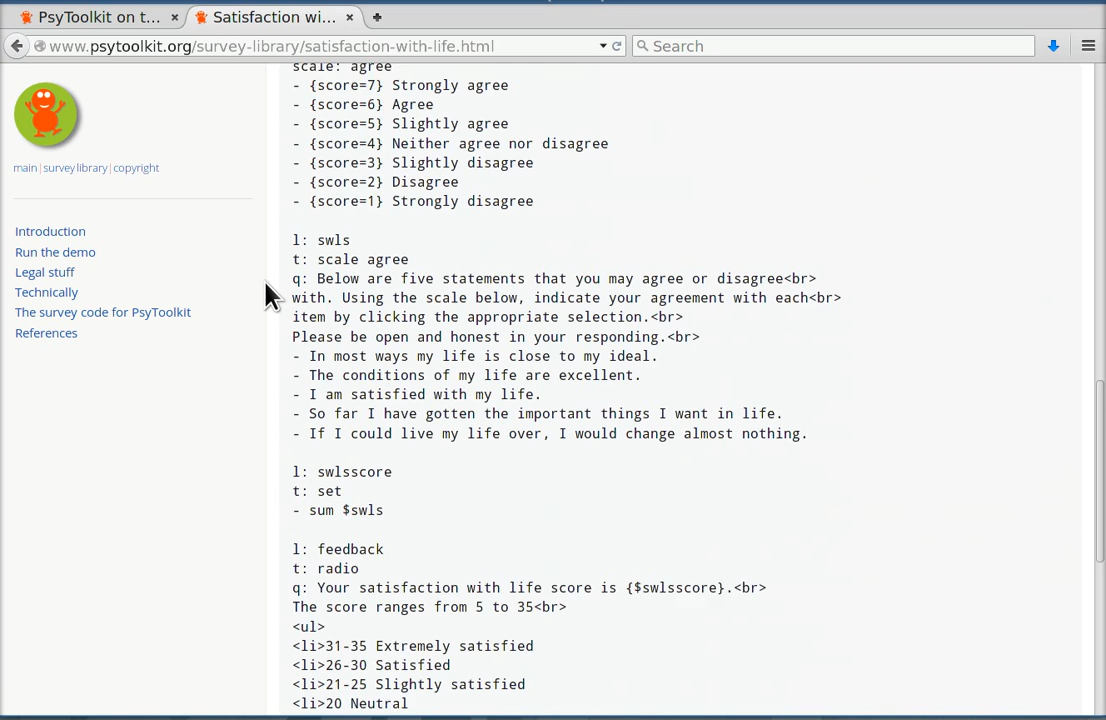 PsyToolkit on t...
Satisfaction wi...
www.psytoolkit.org/survey-library/satisfaction-with-life.html
Search
main | survey library | copyright
Introduction
Run the demo
Legal stuff
Technically
The survey code for PsyToolkit
References
scale: agree
- {score=7} Strongly agree
- {score=6} Agree
- {score=5} Slightly agree
- {score=4} Neither agree nor disagree
- {score=3} Slightly disagree
- {score=2} Disagree
- {score=1} Strongly disagree
l: swls
t: scale agree
q: Below are five statements that you may agree or disagree<br>
with. Using the scale below, indicate your agreement with each<br>
item by clicking the appropriate selection.<br>
Please be open and honest in your responding.<br>
- In most ways my life is close to my ideal.
- The conditions of my life are excellent.
- I am satisfied with my life.
- So far I have gotten the important things I want in life.
- If I could live my life over, I would change almost nothing.
l: swlsscore
t: set
- sum $swls
l: feedback
t: radio
q: Your satisfaction with life score is {$swlsscore}.<br>
The score ranges from 5 to 35<br>
<ul>
<li>31-35 Extremely satisfied
<li>26-30 Satisfied
<li>21-25 Slightly satisfied
<li>20 Neutral